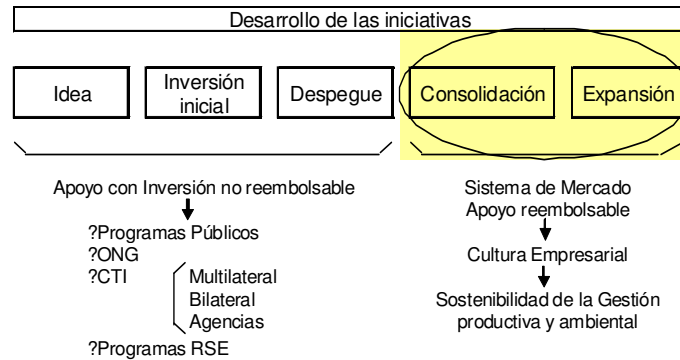 Desarrollo de las iniciativas
Idea
Inversión
inicial
Despegue
Consolidación
Expansión
Apoyo con Inversión no reembolsable
?Programas Públicos
?ONG
?CTI
Multilateral
Bilateral
Agencias
?Programas RSE
Sistema de Mercado
Apoyo reembolsable
Cultura Empresarial
Sostenibilidad de la Gestión
productiva y ambiental